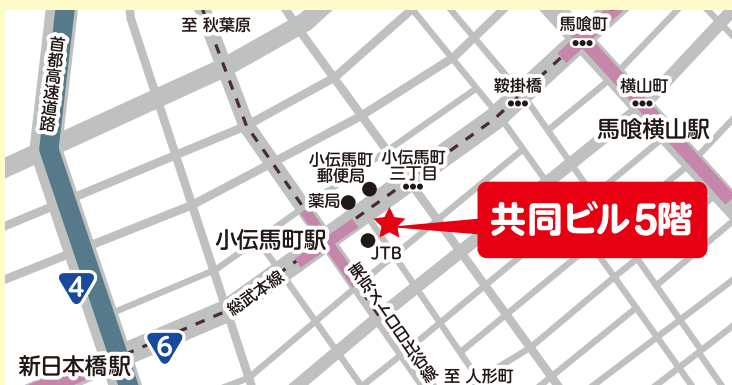 至 秋葉原
馬喰町
首都高速道路
鞍掛橋
横山町
馬喰横山駅
小伝馬町
郵便局
小伝馬町
三丁目
薬局
共同ビル 5階
小伝馬町駅
JTB
4
総武本線
東京メトロ日比谷線
6
新日本橋駅
至 人形町